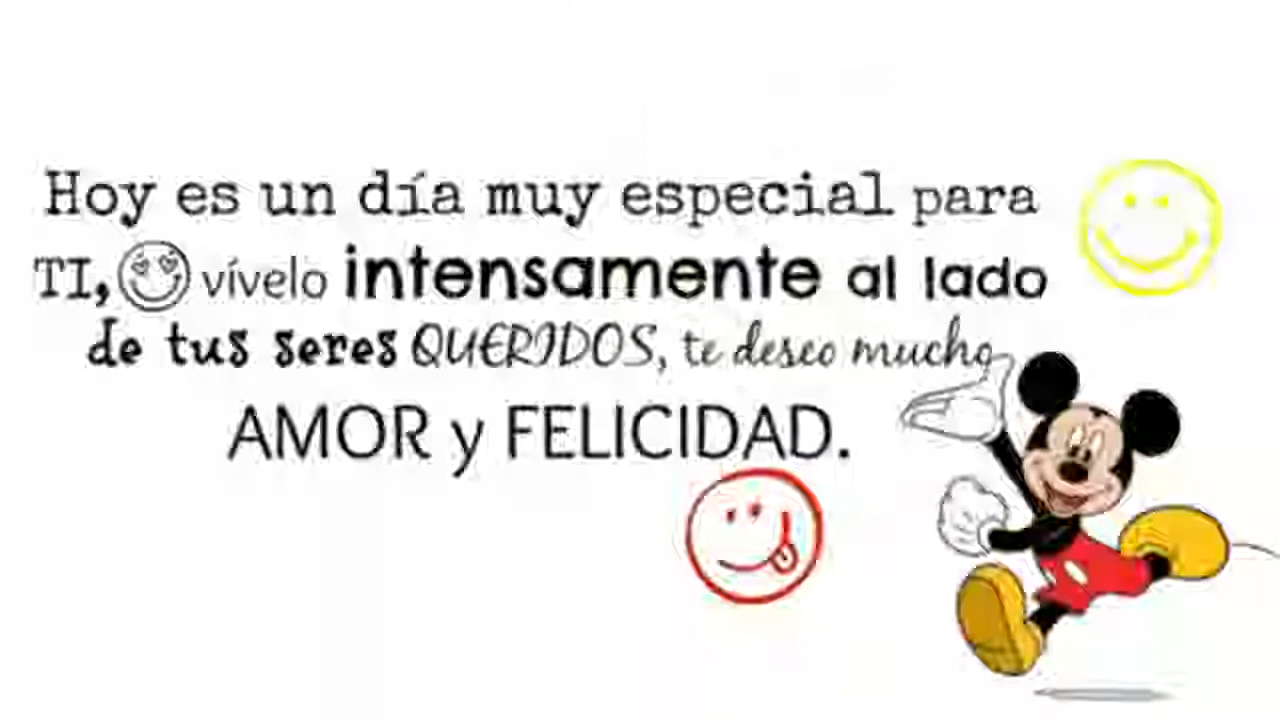 Hoy es un día muy especial para
TI, vívelo intensamente al lado
de tus seres QUERIDOS, te deseo mucho
AMOR y FELICIDAD.